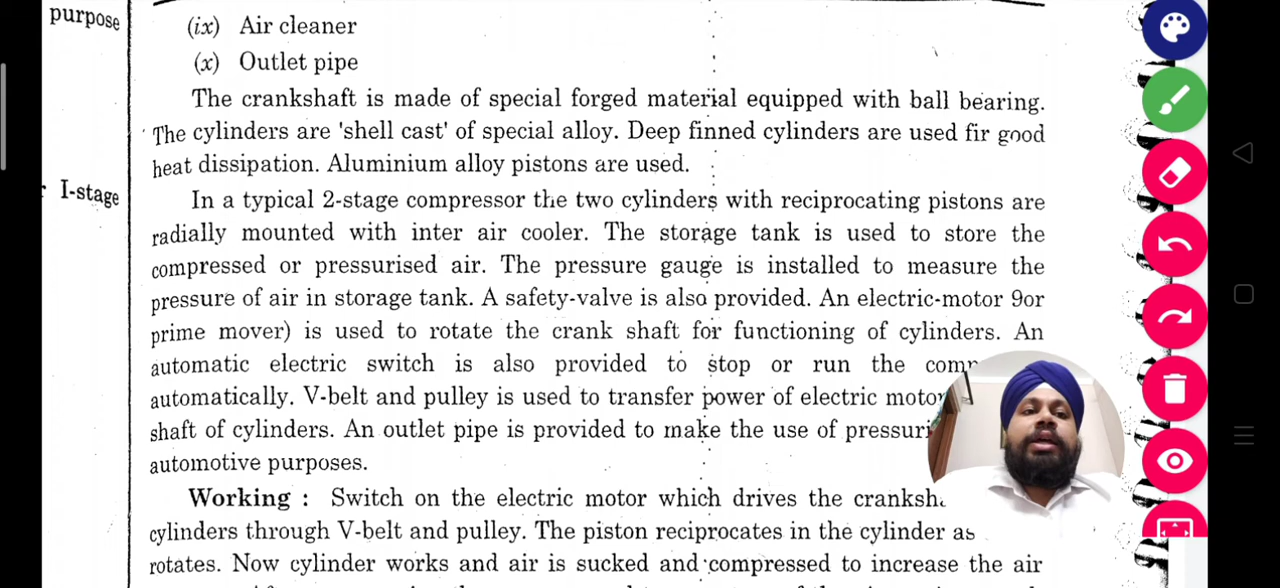 purpose
(ix) Air cleaner
(x) Outlet pipe
The crankshaft is made of special forged material equipped with ball bearing.
The cylinders are 'shell cast' of special alloy. Deep finned cylinders are used fir good
heat dissipation. Aluminium alloy pistons are used.
I-stage
In a typical 2-stage compressor the two cylinders with reciprocating pistons are
radially mounted with inter air cooler. The storage tank is used to store the
compressed or pressurised air. The pressure gauge is installed to measure the
pressure of air in storage tank. A safety-valve is also provided. An electric-motor 9or
prime mover) is used to rotate the crank shaft for functioning of cylinders. An
automatic electric switch is also provided to stop or run the
automatically. V-belt and pulley is used to transfer power of electric
shaft of cylinders. An outlet pipe is provided to make the use of
automotive purposes.
Working : Switch on the electric motor which drives the
cylinders through V-belt and pulley. The piston reciprocates in the cylinder as
rotates. Now cylinder works and air is sucked and compressed to increase the air